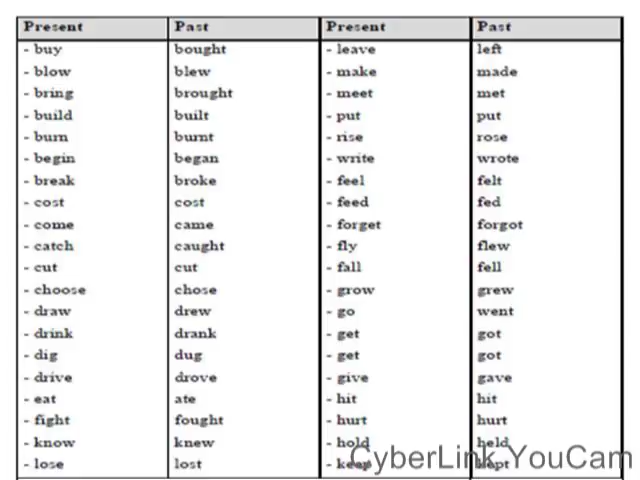 Present Past Present Past
- buy bought - leave left
- blow blew - make made
- bring brought - meet met
- build built - put put
- burn burnt - rise rose
- begin began - write wrote
- break broke - feel felt
- cost cost - feed fed
- come came - forget forgot
- catch caught - fly flew
- cut cut - fall fell
- choose chose - grow grew
- draw drew - go went
- drink drank - get got
- dig dug - get got
- drive drove - give gave
- eat ate - hit hit
- fight fought - hurt hurt
- know knew - hold held
- lose lost - keep kept
CyberLink YouCam